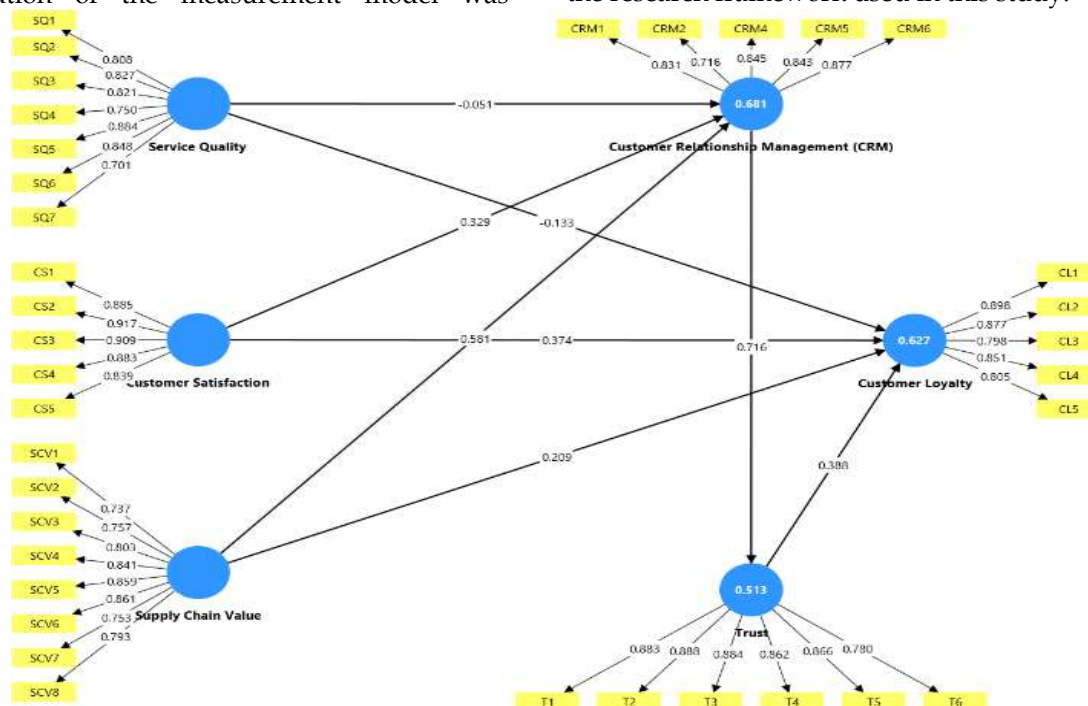 ation of the measurement model was
the research framework used in this study.
SQ1
SQ2
SQ3
SQ4
SQ5
SQ6
SQ7
0.808
0.827
0.821
0.750
0.884
0.848
0.701
Service Quality
CRM1 CRM2 CRM4 CRM5 CRM6
0.831 0.716 0.845 0.843 0.877
0.681
Customer Relationship Management (CRM)
-0.051
0.329
-0.133
CS1
CS2
CS3
CS4
CS5
0.885
0.917
0.909
0.883
0.839
Customer Satisfaction
0.581 0.374 0.716
0.627
Customer Loyalty
0.898
0.877
0.798
0.851
0.805
CL1
CL2
CL3
CL4
CL5
SCV1
SCV2
SCV3
SCV4
SCV5
SCV6
SCV7
SCV8
0.737
0.757
0.803
0.841
0.859
0.861
0.753
0.793
Supply Chain Value
0.209
0.388
0.513
Trust
0.883 0.888 0.884 0.862 0.866 0.780
T1 T2 T3 T4 T5 T6